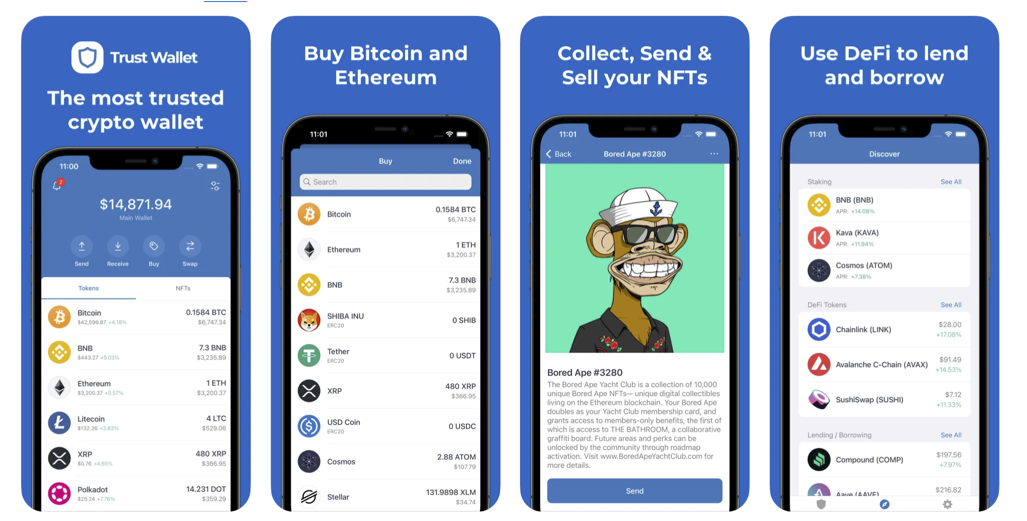 Trust Wallet
The most trusted
crypto wallet
11:00
2
$14,871.94
Main Wallet
Send Receive Buy Swap
Tokens NFTs
Bitcoin 0.1584 BTC
$42,596.87 +4.16% $6,747.34
BNB 7.3 BNB
$443.27 +5.03% $3,235.89
Ethereum 1 ETH
$3,200.37 +5.57% $3,200.37
Litecoin 4 LTC
$132.26 +3.83% $529.06
XRP 480 XRP
$0.76 +4.65% $366.95
Polkadot 14.231 DOT
$25.24 +7.76% $359.29
Buy Bitcoin and
Ethereum
11:01
Buy Done
Search
Bitcoin 0.1584 BTC
$6,747.34
Ethereum 1 ETH
$3,200.37
BNB 7.3 BNB
$3,235.89
SHIBA INU 0 SHIB
ERC20
Tether 0 USDT
ERC20
XRP 480 XRP
$366.95
USD Coin 0 USDC
ERC20
Cosmos 2.88 ATOM
$107.79
Stellar 131.9898 XLM
$34.74
Collect, Send &
Sell your NFTs
11:01
Back Bored Ape #3280 ...
Bored Ape #3280
The Bored Ape Yacht Club is a collection of 10,000
unique Bored Ape NFTs— unique digital collectibles
living on the Ethereum blockchain. Your Bored Ape
doubles as your Yacht Club membership card, and
grants access to members-only benefits, the first of
which is access to THE BATHROOM, a collaborative
graffiti board. Future areas and perks can be
unlocked by the community through roadmap
activation. Visit www.BoredApeYachtClub.com for
more details.
Send
Use DeFi to lend
and borrow
11:01
Discover
Staking See All
BNB (BNB)
APR: +14.08%
Kava (KAVA)
APR: +11.94%
Cosmos (ATOM)
APR: +7.38%
DeFi Tokens See All
Chainlink (LINK) $28.00
+17.08%
Avalanche C-Chain (AVAX) $91.49
+14.53%
SushiSwap (SUSHI) $7.12
+11.33%
Lending / Borrowing See All
Compound (COMP) $197.56
+7.97%
Aave (AAVE) $216.82